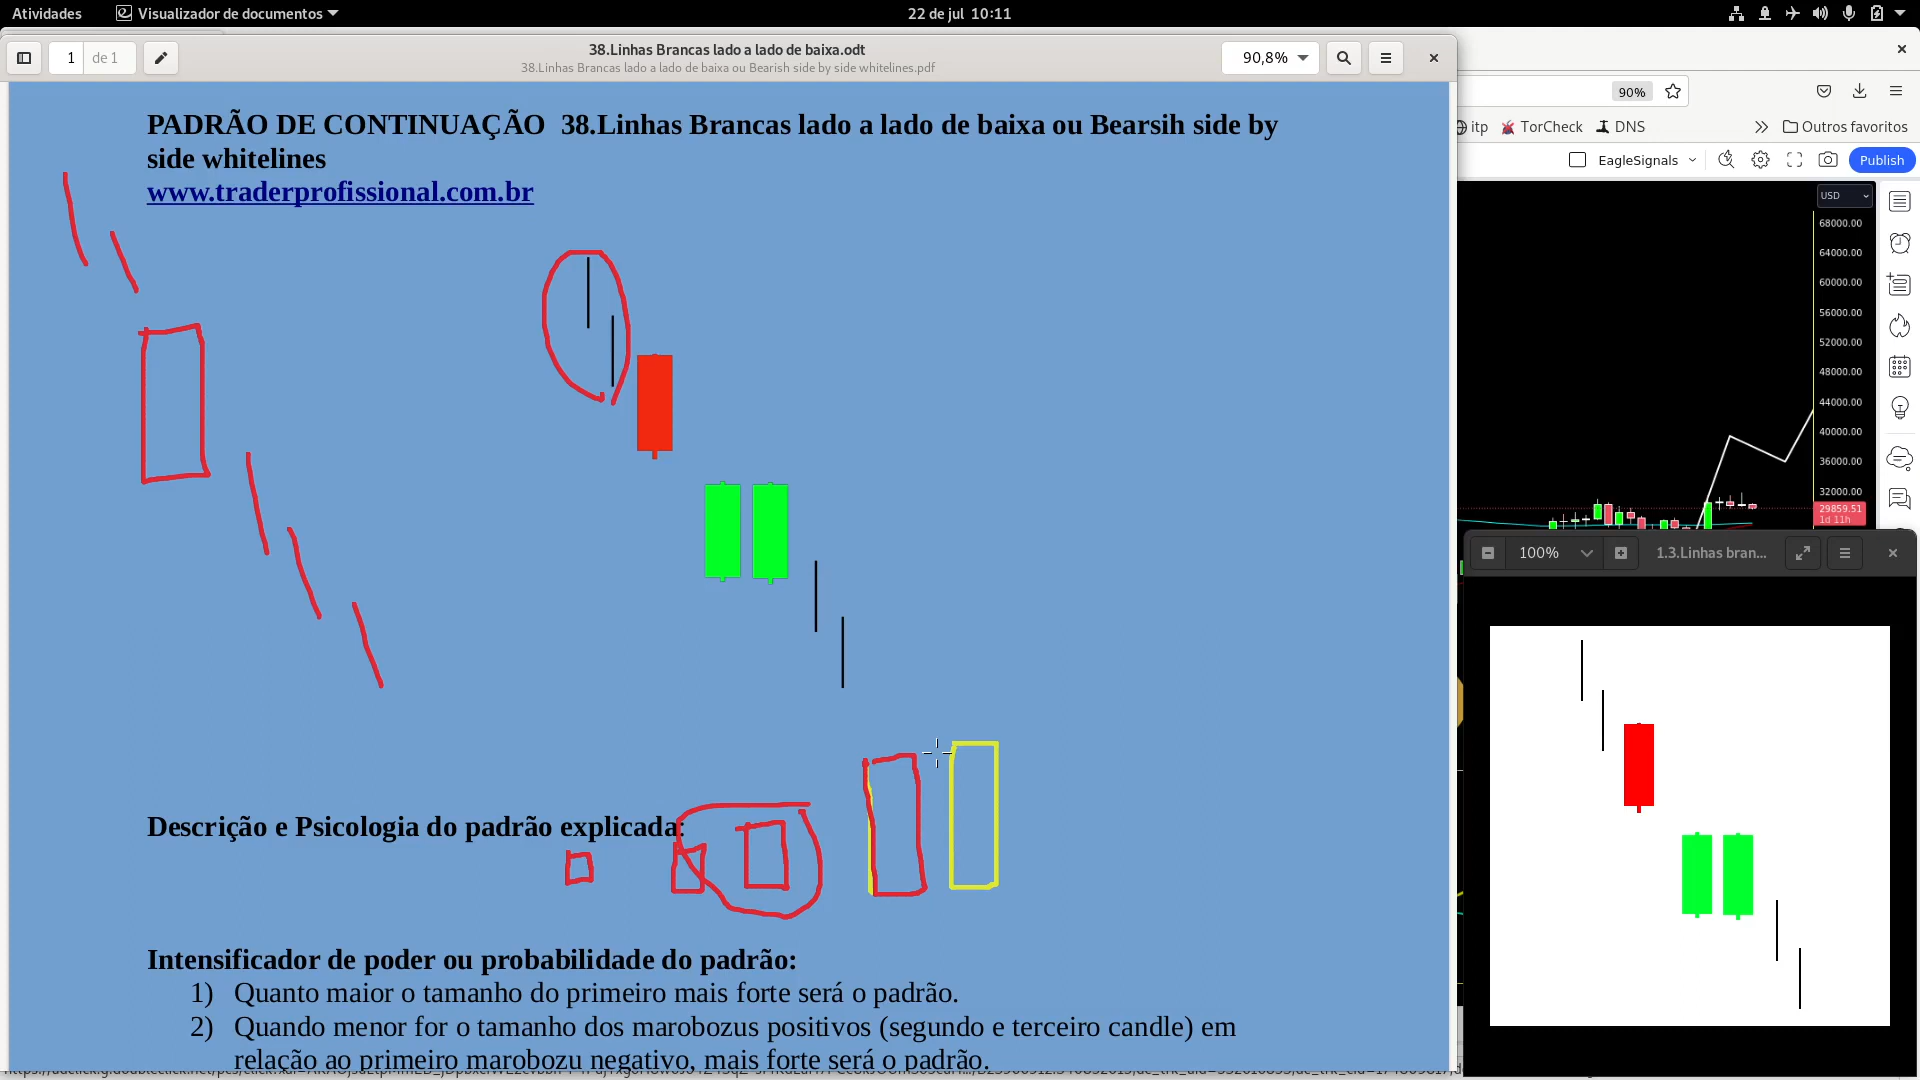 Atividades
Visualizador de documentos
22 de jul 10:11
1
de 1
38.Linhas Brancas lado a lado de baixa.odt
38.Linhas Brancas lado a lado de baixa ou Bearish side by side whitelines.pdf
90,8%
PADRÃO DE CONTINUAÇÃO 38.Linhas Brancas lado a lado de baixa ou Bearsih side by
side whitelines
www.traderprofissional.com.br
Descrição e Psicologia do padrão explicada:
Intensificador de poder ou probabilidade do padrão:
1) Quanto maior o tamanho do primeiro mais forte será o padrão.
2) Quando menor for o tamanho dos marobozus positivos (segundo e terceiro candle) em
relação ao primeiro marobozu negativo, mais forte será o padrão.
90%
itp
TorCheck
DNS
Outros favoritos
EagleSignals
Publish
USD
68000.00
64000.00
60000.00
56000.00
52000.00
48000.00
44000.00
40000.00
36000.00
32000.00
29859.51
1d 11h
100%
1.3.Linhas bran...